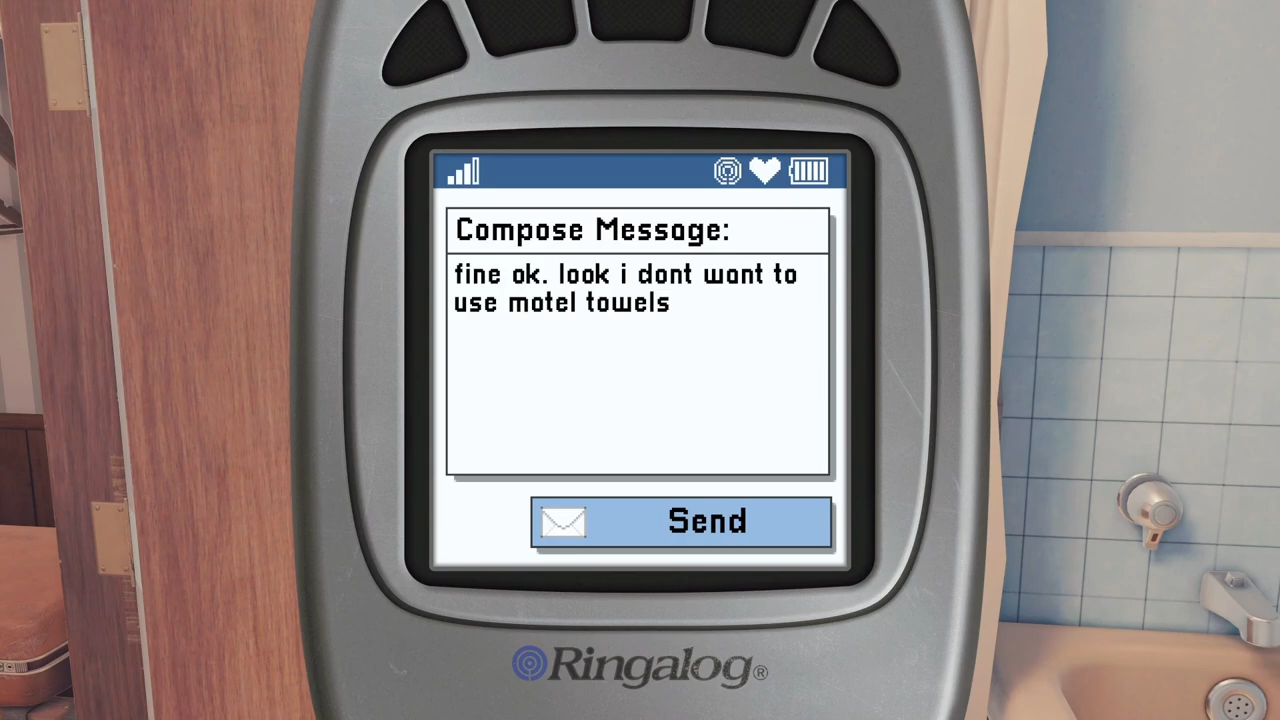 Compose Message:
fine ok. look i dont want to
use motel towels
Send
Ringalog®